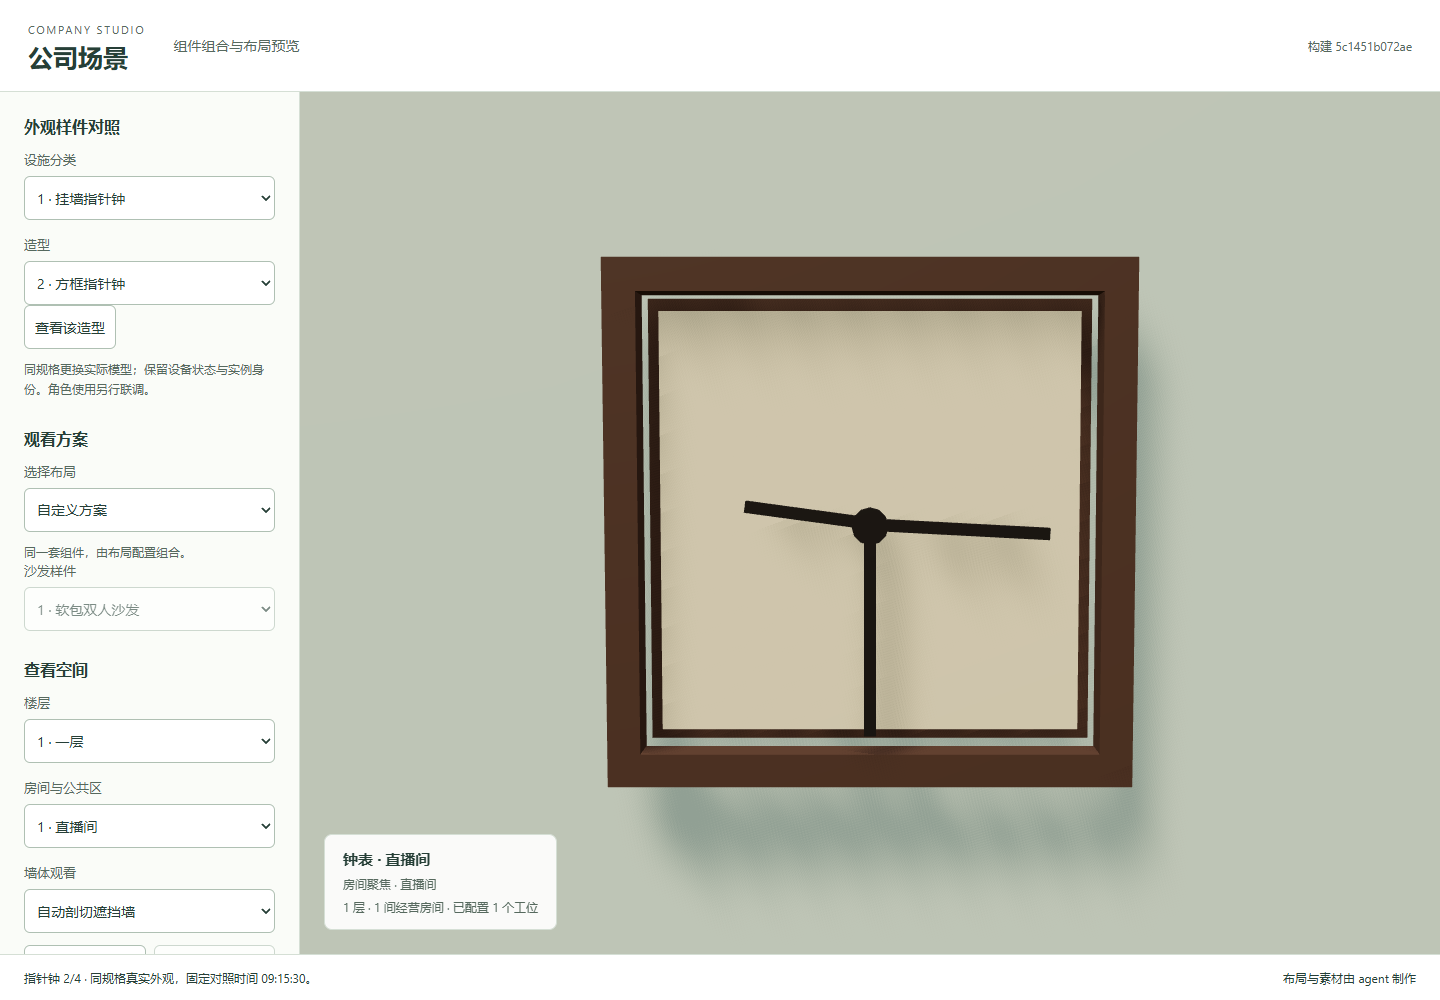 COMPANY STUDIO
公司场景
组件组合与布局预览
构建 5c1451b072ae
外观样件对照
设施分类
1 · 挂墙指针钟
造型
2 · 方框指针钟
查看该造型
同规格更换实际模型；保留设备状态与实例身
份。角色使用另行联调。
观看方案
选择布局
自定义方案
同一套组件，由布局配置组合。
沙发样件
1 · 软包双人沙发
查看空间
楼层
1 · 一层
房间与公共区
1 · 直播间
墙体观看
自动剖切遮挡墙
钟表 · 直播间
房间聚焦 · 直播间
1 层 · 1 间经营房间 · 已配置 1 个工位
指针钟 2/4 · 同规格真实外观，固定对照时间 09:15:30。
布局与素材由 agent 制作